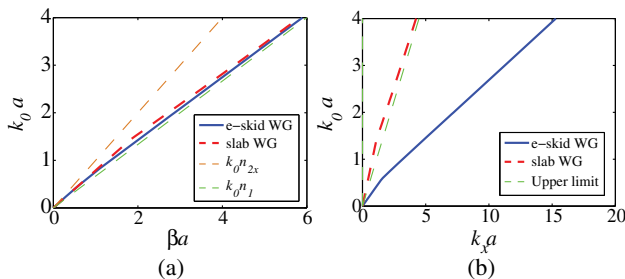 4
3
2
1
0
0 2 4 6
k₀ a
βa
e−skid WG
slab WG
k₀n₂ₓ
k₀n₁
(a)
4
3
2
1
0
0 5 10 15 20
k₀ a
kₓa
e−skid WG
slab WG
Upper limit
(b)